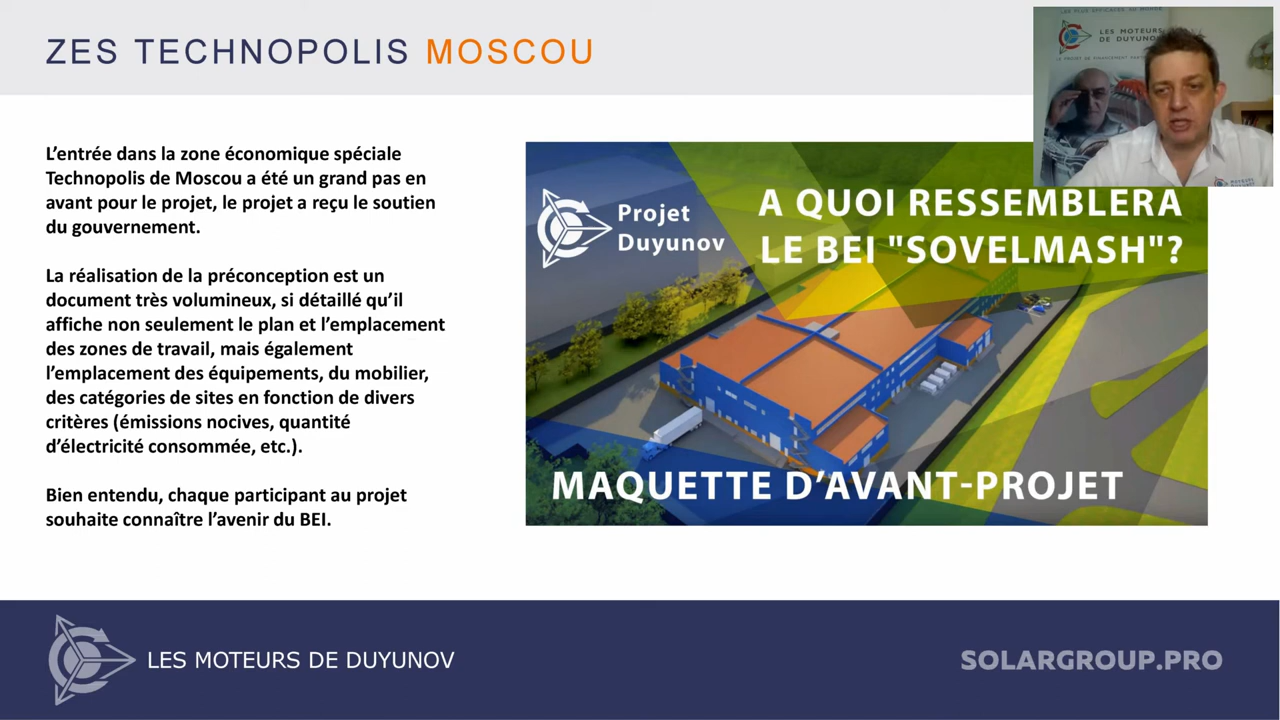 ZES TECHNOPOLIS MOSCOU
LES PLUS EFFICACES AU MONDE
LES MOTEURS
DE DUYUNOV
L’entrée dans la zone économique spéciale
Technopolis de Moscou a été un grand pas en
avant pour le projet, le projet a reçu le soutien
du gouvernement.
La réalisation de la préconception est un
document très volumineux, si détaillé qu’il
affiche non seulement le plan et l’emplacement
des zones de travail, mais également
l’emplacement des équipements, du mobilier,
des catégories de sites en fonction de divers
critères (émissions nocives, quantité
d’électricité consommée, etc.).
Bien entendu, chaque participant au projet
souhaite connaître l’avenir du BEI.
Projet
Duyunov
A QUOI RESSEMBLERA
LE BEI "SOVELMASH"?
MAQUETTE D’AVANT-PROJET
LES MOTEURS DE DUYUNOV
SOLARGROUP.PRO